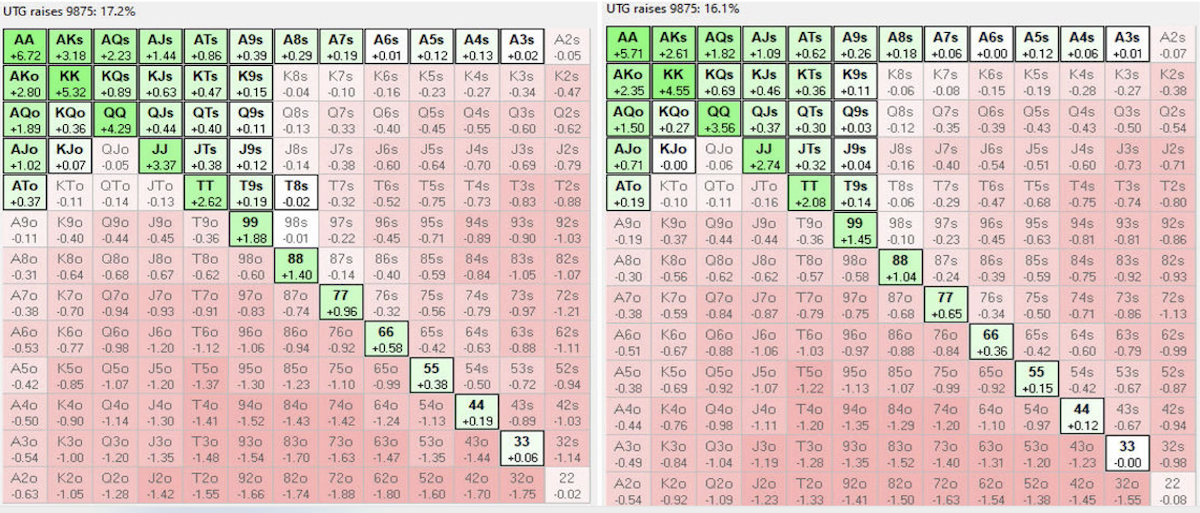 UTG raises 9875: 17.2%
AA AKs AQs AJs ATs A9s A8s A7s A6s A5s A4s A3s A2s
+6.72 +3.18 +2.23 +1.44 +0.86 +0.39 +0.29 +0.19 +0.01 +0.12 +0.13 +0.02 -0.05
AKo KK KQs KJs KTs K9s K8s K7s K6s K5s K4s K3s K2s
+2.80 +5.32 +0.89 +0.63 +0.47 +0.15 -0.04 -0.10 -0.16 -0.23 -0.27 -0.34 -0.47
AQo KQo QQ QJs QTs Q9s Q8s Q7s Q6s Q5s Q4s Q3s Q2s
+1.89 +0.36 +4.29 +0.44 +0.40 +0.11 -0.13 -0.33 -0.40 -0.45 -0.55 -0.60 -0.62
AJo KJo QJo JJ JTs J9s J8s J7s J6s J5s J4s J3s J2s
+1.02 +0.07 -0.05 +3.37 +0.38 +0.12 -0.14 -0.38 -0.60 -0.64 -0.70 -0.69 -0.79
ATo KTo QTo JTo TT T9s T8s T7s T6s T5s T4s T3s T2s
+0.37 -0.11 -0.14 -0.13 +2.62 +0.19 -0.02 -0.32 -0.52 -0.75 -0.73 -0.83 -0.88
A9o K9o Q9o J9o T9o 99 98s 97s 96s 95s 94s 93s 92s
-0.11 -0.40 -0.44 -0.45 -0.36 +1.88 -0.01 -0.22 -0.45 -0.71 -0.89 -0.90 -1.03
A8o K8o Q8o J8o T8o 98o 88 87s 86s 85s 84s 83s 82s
-0.31 -0.64 -0.68 -0.67 -0.62 -0.60 +1.40 -0.14 -0.40 -0.59 -0.84 -1.05 -1.07
A7o K7o Q7o J7o T7o 97o 87o 77 76s 75s 74s 73s 72s
-0.38 -0.70 -0.94 -0.93 -0.91 -0.83 -0.74 +0.96 -0.32 -0.56 -0.79 -0.97 -1.21
A6o K6o Q6o J6o T6o 96o 86o 76o 66 65s 64s 63s 62s
-0.53 -0.77 -0.98 -1.20 -1.12 -1.06 -0.94 -0.92 +0.58 -0.42 -0.63 -0.88 -1.11
A5o K5o Q5o J5o T5o 95o 85o 75o 65o 55 54s 53s 52s
-0.42 -0.85 -1.07 -1.20 -1.37 -1.30 -1.23 -1.10 -0.99 +0.38 -0.50 -0.72 -0.94
A4o K4o Q4o J4o T4o 94o 84o 74o 64o 54o 44 43s 42s
-0.50 -0.90 -1.14 -1.30 -1.41 -1.52 -1.43 -1.42 -1.24 -1.13 +0.19 -0.89 -1.03
A3o K3o Q3o J3o T3o 93o 83o 73o 63o 53o 43o 33 32s
-0.54 -1.00 -1.20 -1.35 -1.48 -1.54 -1.70 -1.63 -1.47 -1.35 -1.44 +0.06 -1.14
A2o K2o Q2o J2o T2o 92o 82o 72o 62o 52o 42o 32o 22
-0.63 -1.05 -1.28 -1.42 -1.55 -1.66 -1.74 -1.88 -1.80 -1.60 -1.70 -1.75 -0.02
UTG raises 9875: 16.1%
AA AKs AQs AJs ATs A9s A8s A7s A6s A5s A4s A3s A2s
+5.71 +2.61 +1.82 +1.09 +0.62 +0.26 +0.18 +0.06 +0.00 +0.12 +0.06 +0.01 -0.07
AKo KK KQs KJs KTs K9s K8s K7s K6s K5s K4s K3s K2s
+2.35 +4.55 +0.69 +0.46 +0.36 +0.11 -0.06 -0.08 -0.15 -0.19 -0.28 -0.27 -0.38
AQo KQo QQ QJs QTs Q9s Q8s Q7s Q6s Q5s Q4s Q3s Q2s
+1.50 +0.27 +3.56 +0.37 +0.30 +0.03 -0.12 -0.35 -0.39 -0.43 -0.43 -0.50 -0.54
AJo KJo QJo JJ JTs J9s J8s J7s J6s J5s J4s J3s J2s
+0.71 -0.00 -0.06 +2.74 +0.32 +0.04 -0.16 -0.40 -0.54 -0.51 -0.60 -0.73 -0.71
ATo KTo QTo JTo TT T9s T8s T7s T6s T5s T4s T3s T2s
+0.19 -0.10 -0.11 -0.16 +2.08 +0.14 -0.06 -0.29 -0.47 -0.68 -0.75 -0.74 -0.80
A9o K9o Q9o J9o T9o 99 98s 97s 96s 95s 94s 93s 92s
-0.19 -0.37 -0.44 -0.44 -0.36 +1.45 -0.10 -0.23 -0.45 -0.63 -0.81 -0.81 -0.86
A8o K8o Q8o J8o T8o 98o 88 87s 86s 85s 84s 83s 82s
-0.30 -0.56 -0.62 -0.62 -0.57 -0.58 +1.04 -0.24 -0.39 -0.59 -0.75 -0.92 -0.93
A7o K7o Q7o J7o T7o 97o 87o 77 76s 75s 74s 73s 72s
-0.38 -0.59 -0.84 -0.87 -0.79 -0.75 -0.68 +0.65 -0.34 -0.50 -0.71 -0.86 -1.13
A6o K6o Q6o J6o T6o 96o 86o 76o 66 65s 64s 63s 62s
-0.51 -0.67 -0.88 -1.06 -1.03 -0.97 -0.88 -0.84 +0.36 -0.42 -0.60 -0.79 -0.99
A5o K5o Q5o J5o T5o 95o 85o 75o 65o 55 54s 53s 52s
-0.38 -0.69 -0.92 -1.07 -1.22 -1.13 -1.07 -0.99 -0.92 +0.15 -0.42 -0.67 -0.87
A4o K4o Q4o J4o T4o 94o 84o 74o 64o 54o 44 43s 42s
-0.44 -0.76 -0.98 -1.11 -1.20 -1.35 -1.29 -1.20 -1.10 -0.97 +0.12 -0.67 -0.94
A3o K3o Q3o J3o T3o 93o 83o 73o 63o 53o 43o 33 32s
-0.49 -0.84 -1.04 -1.19 -1.28 -1.35 -1.52 -1.40 -1.31 -1.20 -1.23 -0.00 -0.98
A2o K2o Q2o J2o T2o 92o 82o 72o 62o 52o 42o 32o 22
-0.54 -0.92 -1.09 -1.23 -1.33 -1.41 -1.50 -1.63 -1.54 -1.38 -1.45 -1.55 -0.08